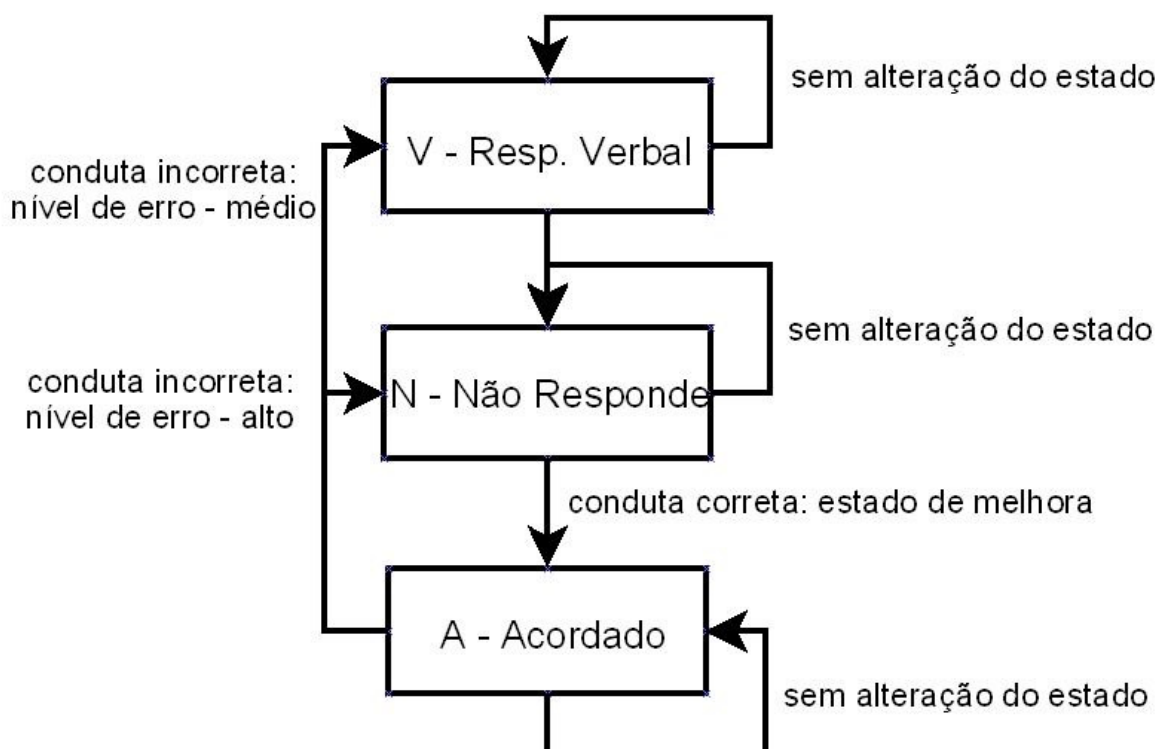 sem alteração do estado
V - Resp. Verbal
conduta incorreta:
nível de erro - médio
sem alteração do estado
conduta incorreta:
nível de erro - alto
N - Não Responde
conduta correta: estado de melhora
A - Acordado
sem alteração do estado